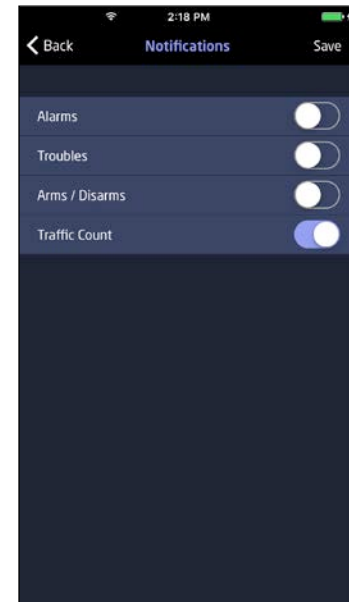 2:18 PM
Back Notifications Save
Alarms
Troubles
Arms / Disarms
Traffic Count